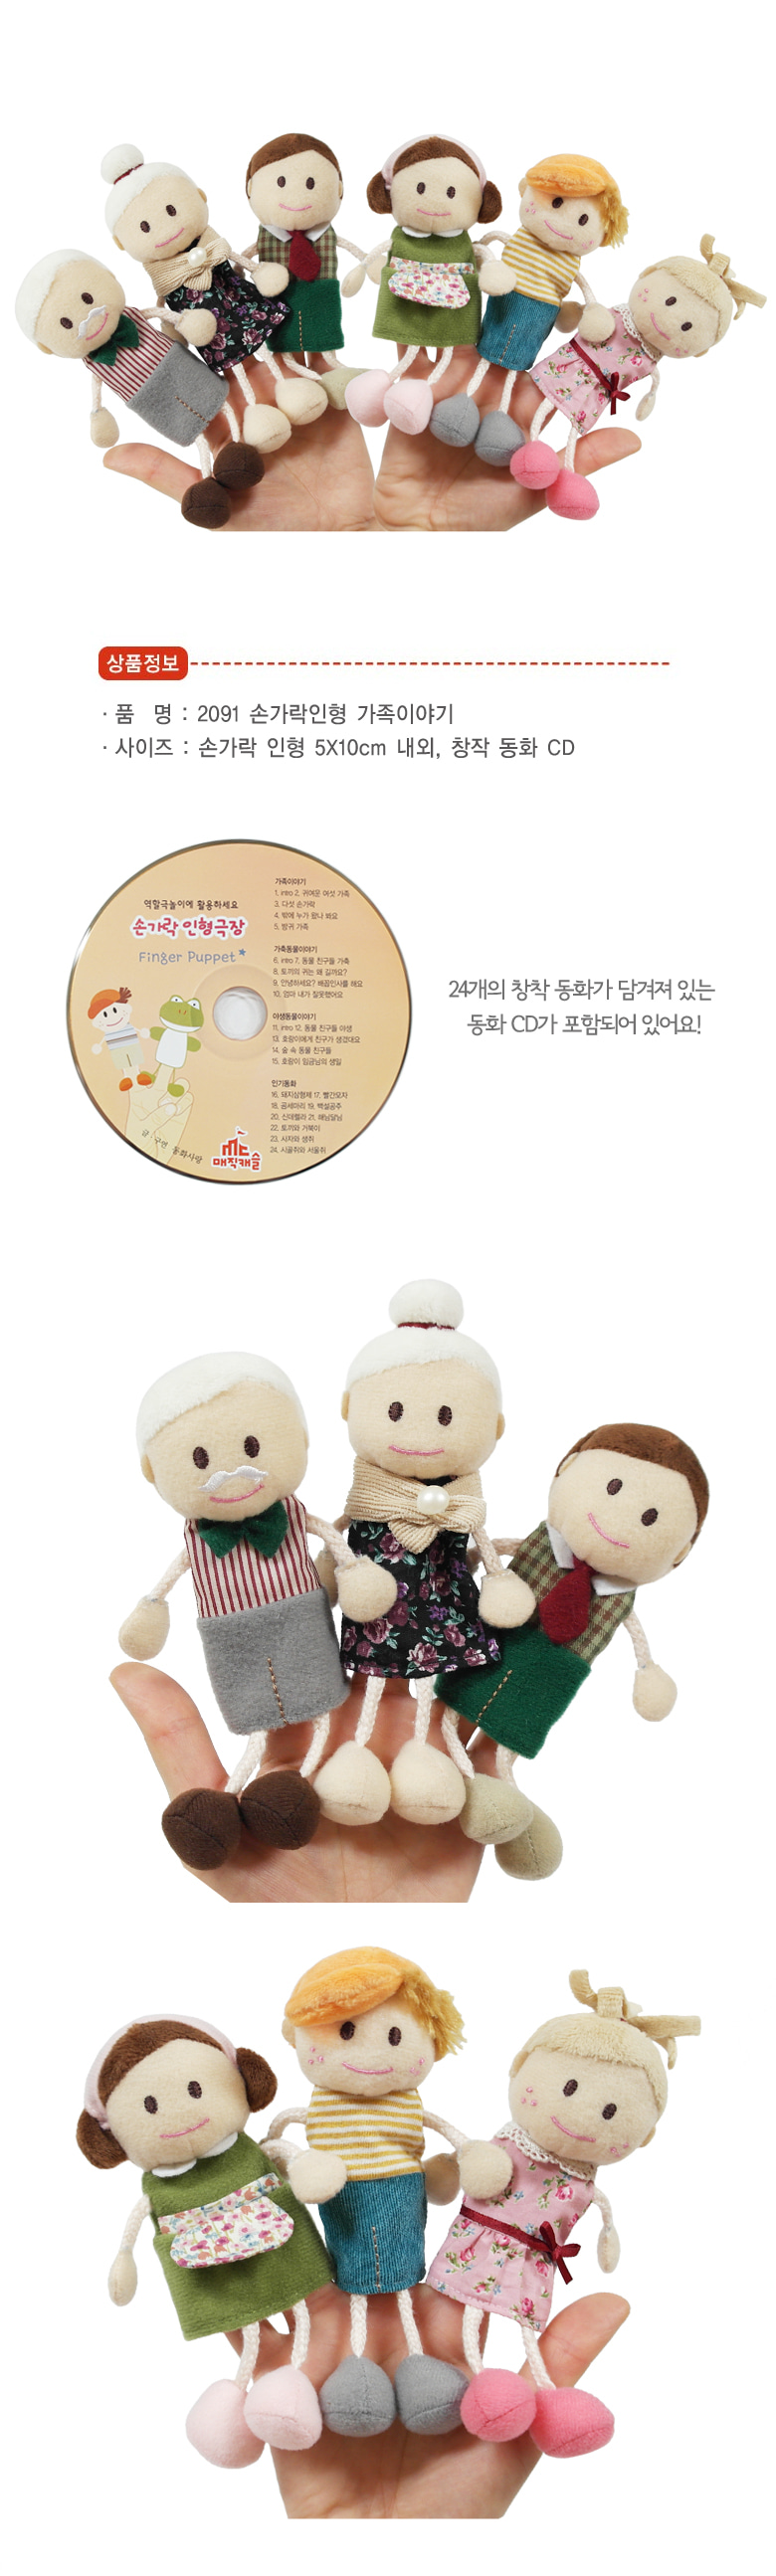 상품정보
· 품 명 : 2091 손가락인형 가족이야기
· 사이즈 : 손가락 인형 5X10cm 내외, 창작 동화 CD
역할극놀이에 활용하세요
손가락 인형극장
Finger Puppet
가족이야기
1. intro 2. 귀여운 여섯 가족
3. 다섯 손가락
4. 밖에 누가 왔나 봐요
5. 방귀 가족
가축동물이야기
6. intro 7. 동물 친구들 가축
8. 토끼의 귀는 왜 길까요?
9. 안녕하세요? 배꼽인사를 해요
10. 엄마 내가 잘못했어요
야생동물이야기
11. intro 12. 동물 친구들 야생
13. 호랑이에게 친구가 생겼대요
14. 숲 속 동물 친구들
15. 호랑이 임금님의 생일
인기동화
16. 돼지삼형제 17. 빨간모자
18. 곰세마리 19. 백설공주
20. 신데렐라 21. 해님달님
22. 토끼와 거북이
23. 사자와 생쥐
24. 시골쥐와 서울쥐
글·구연 동화사랑
mc
매직캐슬
24개의 창작 동화가 담겨져 있는
동화 CD가 포함되어 있어요!